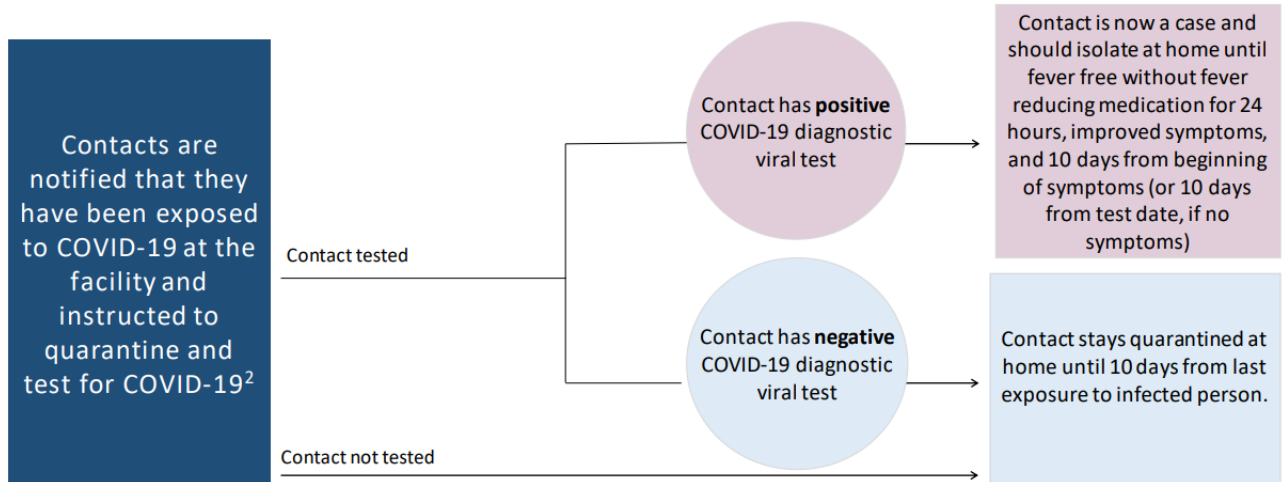 Contacts are
notified that they
have been exposed
to COVID-19 at the
facility and
instructed to
quarantine and
test for COVID-19²
Contact tested
Contact not tested
Contact has positive
COVID-19 diagnostic
viral test
Contact is now a case and
should isolate at home until
fever free without fever
reducing medication for 24
hours, improved symptoms,
and 10 days from beginning
of symptoms (or 10 days
from test date, if no
symptoms)
Contact has negative
COVID-19 diagnostic
viral test
Contact stays quarantined at
home until 10 days from last
exposure to infected person.